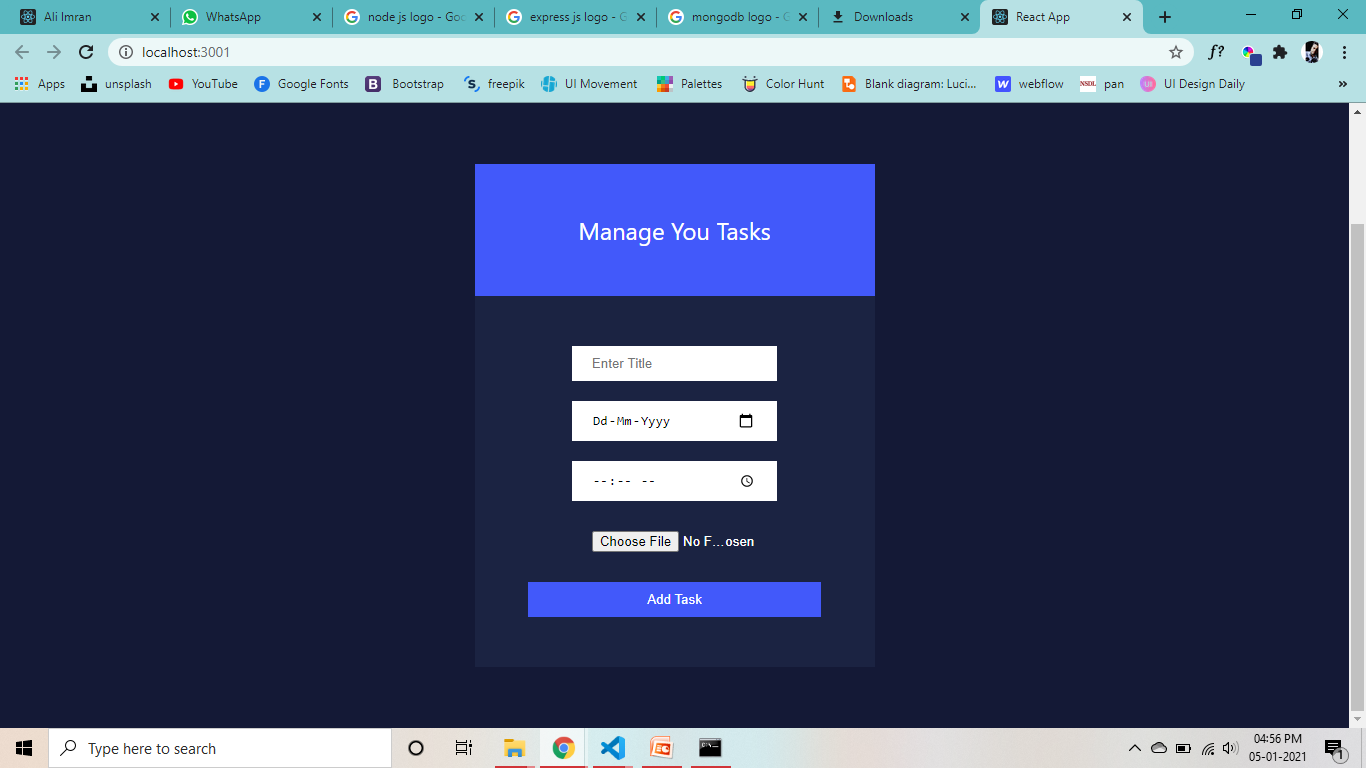 Ali Imran
WhatsApp
node js logo - Goo
express js logo - G
mongodb logo - G
Downloads
React App
localhost:3001
f?
Apps
unsplash
YouTube
Google Fonts
Bootstrap
freepik
UI Movement
Palettes
Color Hunt
Blank diagram: Luci...
webflow
pan
UI Design Daily
»
Manage You Tasks
Enter Title
Dd-Mm-Yyyy
--:-- --
Choose File No F...osen
Add Task
Type here to search
04:56 PM
05-01-2021
1